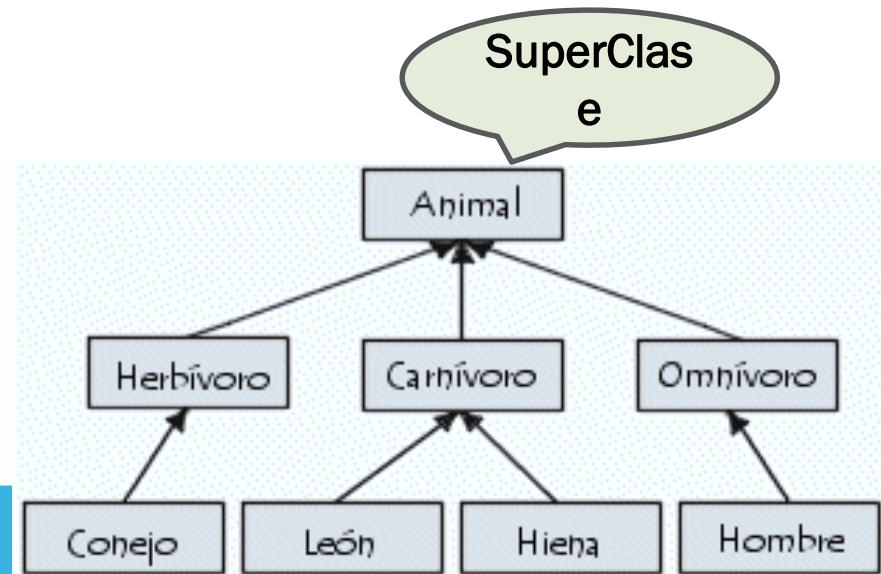 SuperClas
e
Animal
Herbívoro
Carnívoro
Omnívoro
Conejo
León
Hiena
Hombre